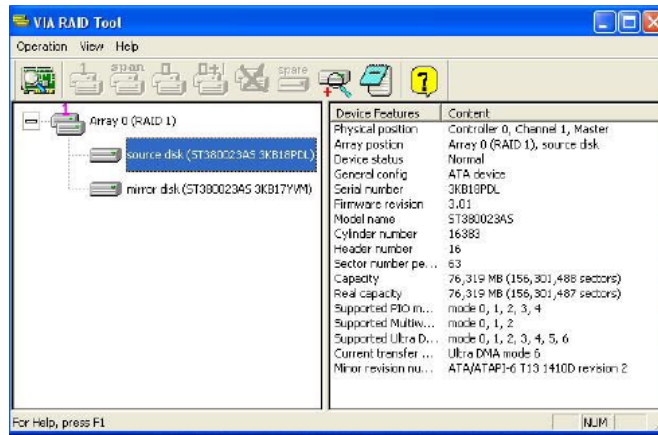 VIA RAID Tool
Operation View Help
1 span 0 0+ spare
1
Array 0 (RAID 1)
source disk (ST380023AS 3KB18PDL)
mirror disk (ST380023AS 3KB17YVM)
Device Features Content
Physical position Controller 0, Channel 1, Master
Array postion Array 0 (RAID 1), source disk
Device status Normal
General config ATA device
Serial number 3KB18PDL
Firmware revision 3.01
Model name ST380023AS
Cylinder number 16383
Header number 16
Sector number pe... 63
Capacity 76,319 MB (156,301,488 sectors)
Real capacity 76,319 MB (156,301,487 sectors)
Supported PIO m... mode 0, 1, 2, 3, 4
Supported Multiw... mode 0, 1, 2
Supported Ultra D... mode 0, 1, 2, 3, 4, 5, 6
Current transfer ... Ultra DMA mode 6
Minor revision nu... ATA/ATAPI-6 T13 1410D revision 2
For Help, press F1
NUM